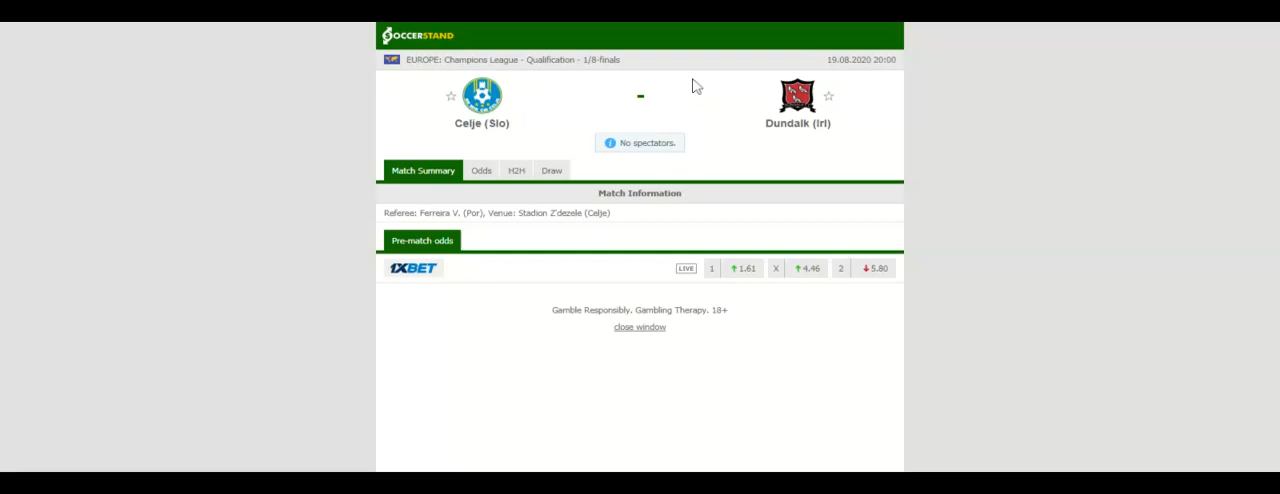 SOCCERSTAND
EUROPE: Champions League - Qualification - 1/8-finals 19.08.2020 20:00
-
Celje (Slo) Dundalk (Irl)
No spectators.
Match Summary Odds H2H Draw
Match Information
Referee: Ferreira V. (Por), Venue: Stadion Z'dezele (Celje)
Pre-match odds
1XBET LIVE 1 1.61 X 4.46 2 5.80
Gamble Responsibly. Gambling Therapy. 18+
close window